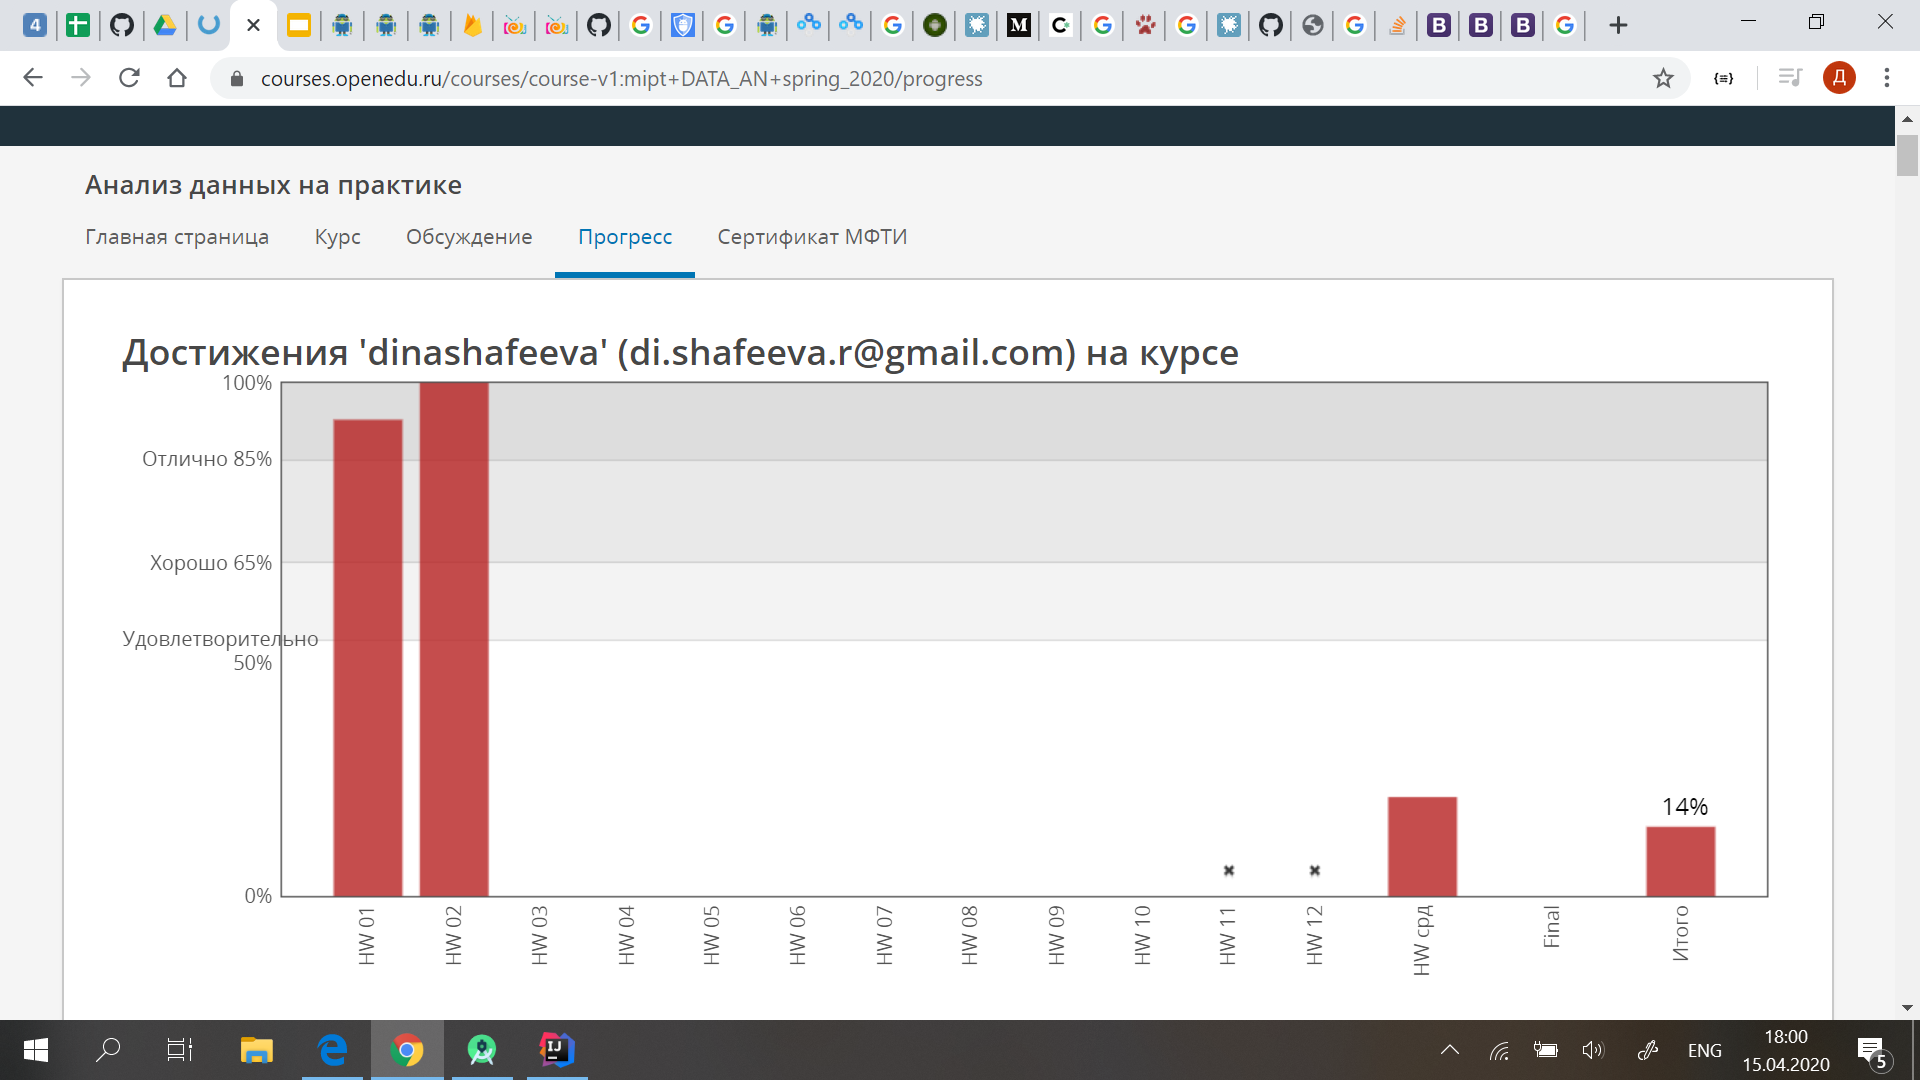 4
M
C
B
B
B
courses.openedu.ru/courses/course-v1:mipt+DATA_AN+spring_2020/progress
Д
Анализ данных на практике
Главная страница Курс Обсуждение Прогресс Сертификат МФТИ
Достижения 'dinashafeeva' (di.shafeeva.r@gmail.com) на курсе
100%
Отлично 85%
Хорошо 65%
Удовлетворительно
50%
14%
0%
HW 01
HW 02
HW 03
HW 04
HW 05
HW 06
HW 07
HW 08
HW 09
HW 10
HW 11
HW 12
HW срд
Final
Итого
IJ
ENG
18:00
15.04.2020
5